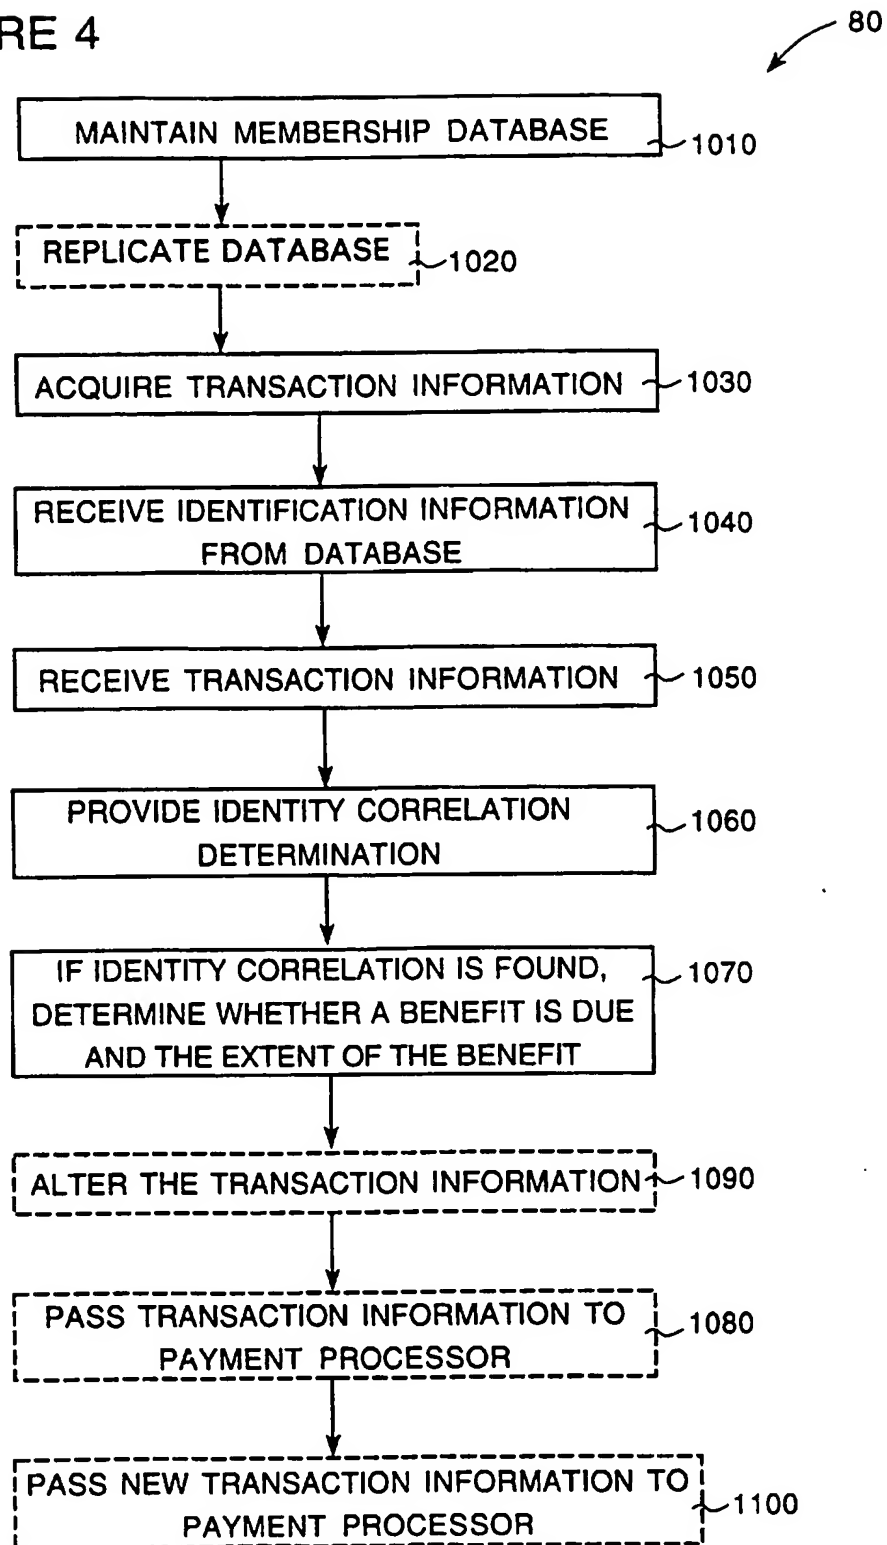 RE 4
80
MAINTAIN MEMBERSHIP DATABASE
1010
REPLICATE DATABASE
1020
ACQUIRE TRANSACTION INFORMATION
1030
RECEIVE IDENTIFICATION INFORMATION
FROM DATABASE
1040
RECEIVE TRANSACTION INFORMATION
1050
PROVIDE IDENTITY CORRELATION
DETERMINATION
1060
IF IDENTITY CORRELATION IS FOUND,
DETERMINE WHETHER A BENEFIT IS DUE
AND THE EXTENT OF THE BENEFIT
1070
ALTER THE TRANSACTION INFORMATION
1090
PASS TRANSACTION INFORMATION TO
PAYMENT PROCESSOR
1080
PASS NEW TRANSACTION INFORMATION TO
PAYMENT PROCESSOR
1100